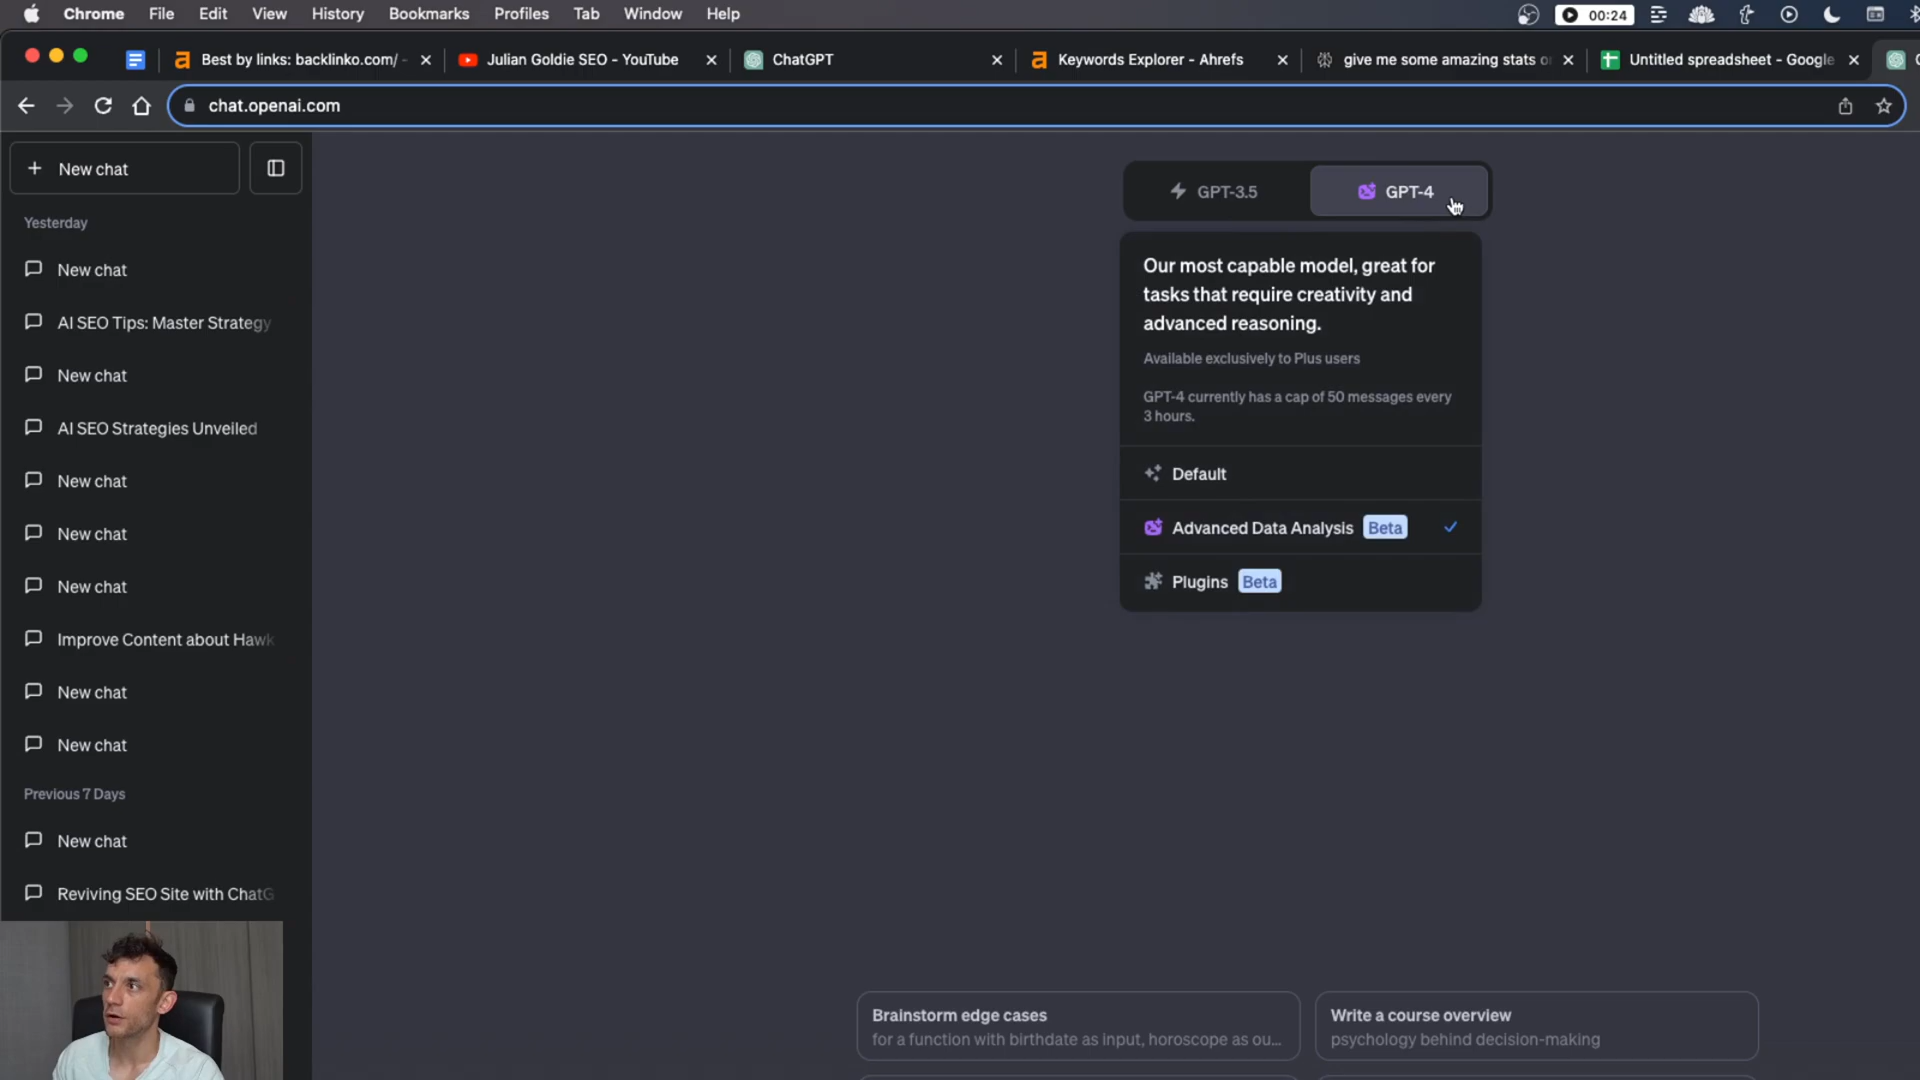 Chrome File Edit View History Bookmarks Profiles Tab Window Help 00:24
Best by links: backlinko.com/ - Julian Goldie SEO - YouTube ChatGPT Keywords Explorer - Ahrefs give me some amazing stats Untitled spreadsheet - Google
chat.openai.com
New chat
GPT-3.5 GPT-4
Yesterday
New chat
AI SEO Tips: Master Strategy
New chat
AI SEO Strategies Unveiled
New chat
New chat
New chat
Improve Content about Hawk
New chat
New chat
Previous 7 Days
New chat
Reviving SEO Site with ChatG
Our most capable model, great for
tasks that require creativity and
advanced reasoning.
Available exclusively to Plus users
GPT-4 currently has a cap of 50 messages every
3 hours.
Default
Advanced Data Analysis Beta
Plugins Beta
Brainstorm edge cases
for a function with birthdate as input, horoscope as ou...
Write a course overview
psychology behind decision-making